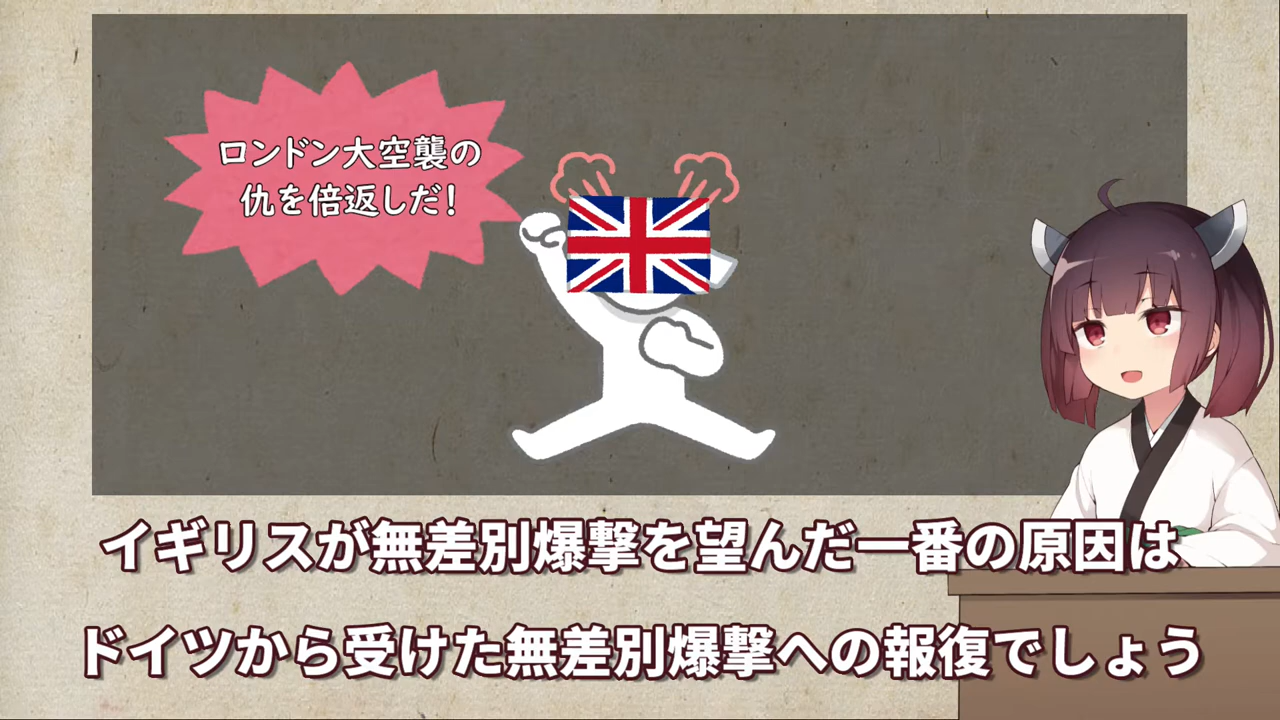 ロンドン大空襲の
仇を倍返しだ!
イギリスが無差別爆撃を望んだ一番の原因は
ドイツから受けた無差別爆撃への報復でしょう